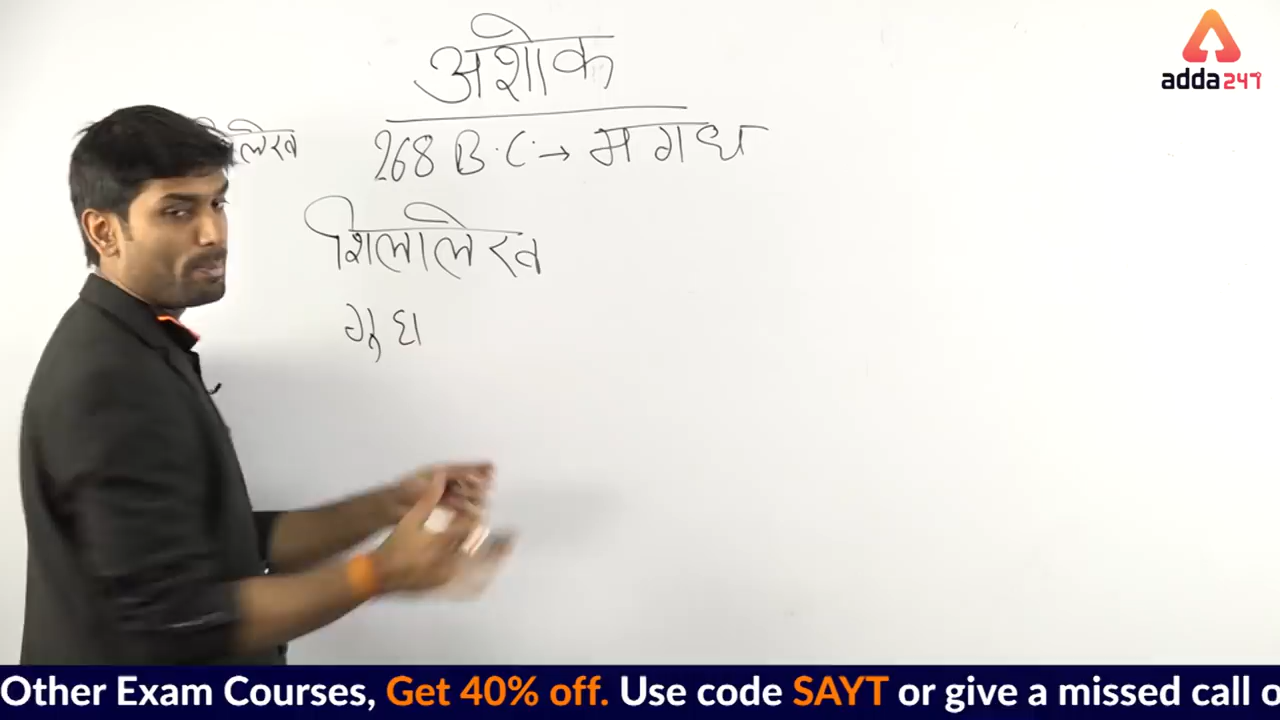 अशोक
268 B.C. → मगध
शिलालेख
adda247
Other Exam Courses, Get 40% off. Use code SAYT or give a missed call o